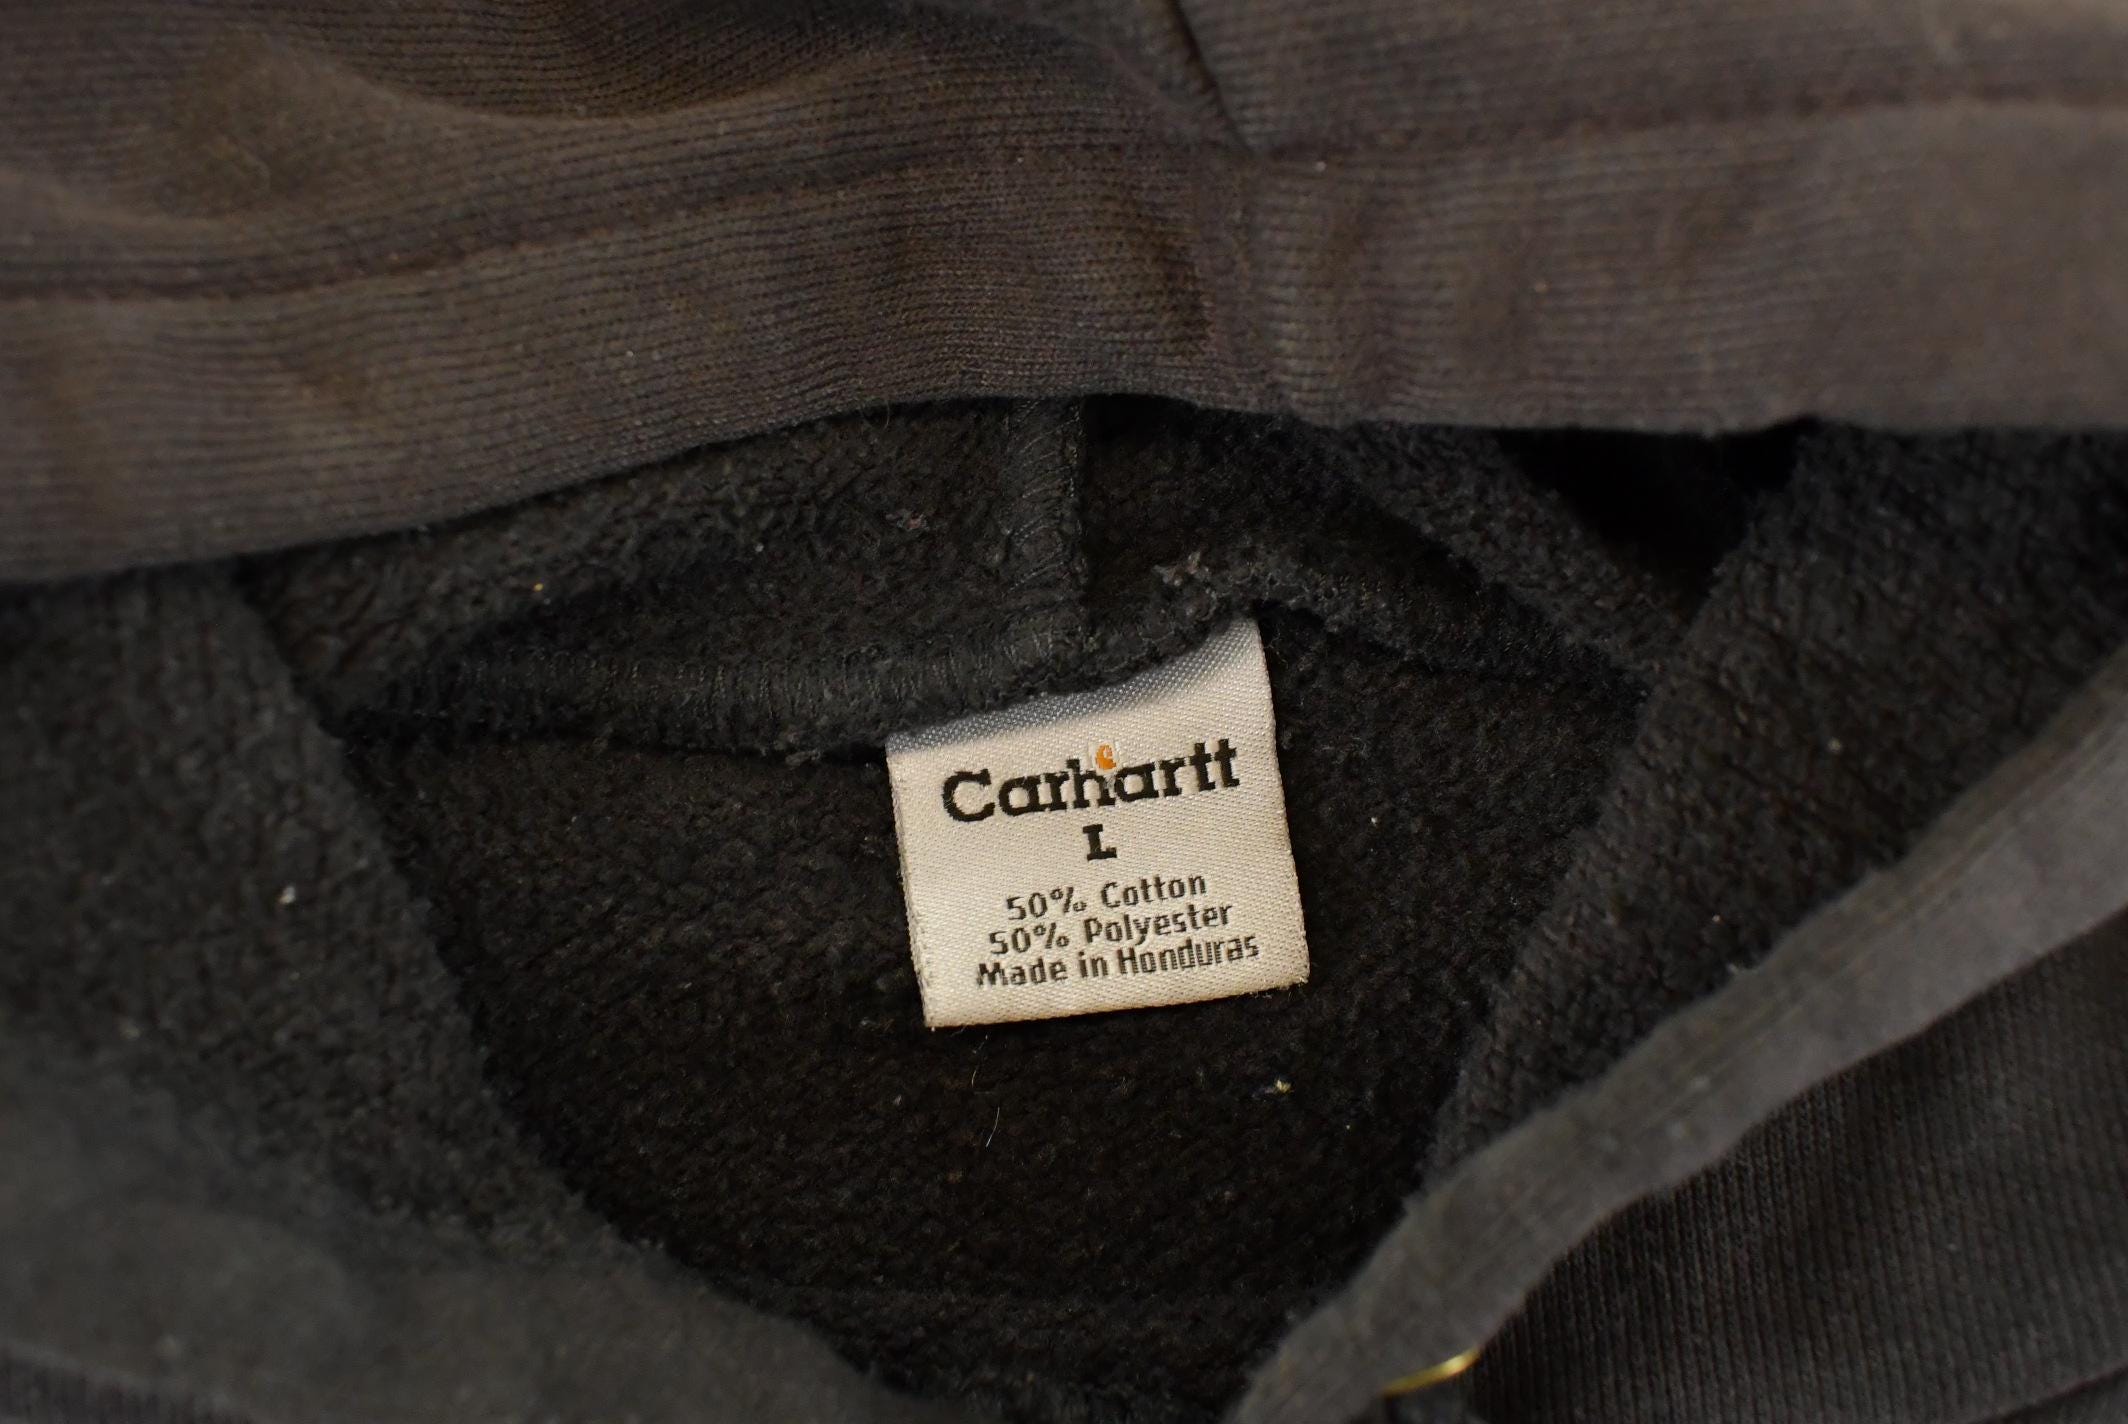 Carhartt
L
50% Cotton
50% Polyester
Made in Honduras